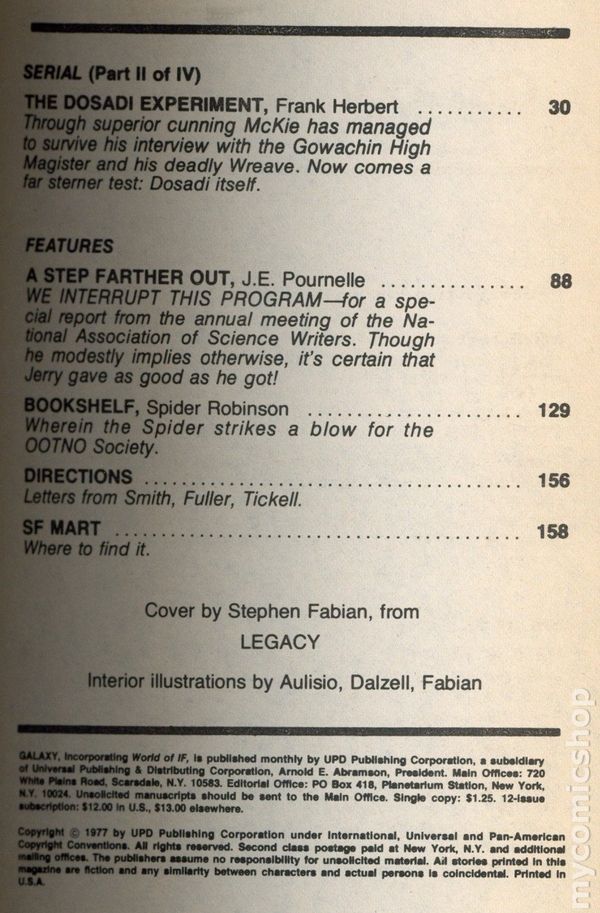 SERIAL (Part II of IV)
THE DOSADI EXPERIMENT, Frank Herbert ........... 30
Through superior cunning McKie has managed
to survive his interview with the Gowachin High
Magister and his deadly Wreave. Now comes a
far sterner test: Dosadi itself.
FEATURES
A STEP FARTHER OUT, J.E. Pournelle ............... 88
WE INTERRUPT THIS PROGRAM—for a spe-
cial report from the annual meeting of the Na-
tional Association of Science Writers. Though
he modestly implies otherwise, it's certain that
Jerry gave as good as he got!
BOOKSHELF, Spider Robinson ...................... 129
Wherein the Spider strikes a blow for the
OOTNO Society.
DIRECTIONS ....................................... 156
Letters from Smith, Fuller, Tickell.
SF MART .......................................... 158
Where to find it.
Cover by Stephen Fabian, from
LEGACY
Interior illustrations by Aulisio, Dalzell, Fabian
GALAXY, Incorporating World of IF, is published monthly by UPD Publishing Corporation, a subsidiary
of Universal Publishing & Distributing Corporation, Arnold E. Abramson, President. Main Offices: 720
White Plains Road, Scarsdale, N.Y. 10583. Editorial Office: PO Box 418, Planetarium Station, New York,
N.Y. 10024. Unsolicited manuscripts should be sent to the Main Office. Single copy: $1.25. 12-issue
subscription: $12.00 in U.S., $13.00 elsewhere.
Copyright © 1977 by UPD Publishing Corporation under International, Universal and Pan-American
Copyright Conventions. All rights reserved. Second class postage paid at New York, N.Y. and additional
mailing offices. The publishers assume no responsibility for unsolicited material. All stories printed in this
magazine are fiction and any similarity between characters and actual persons is coincidental. Printed in
U.S.A.
mycomicshop